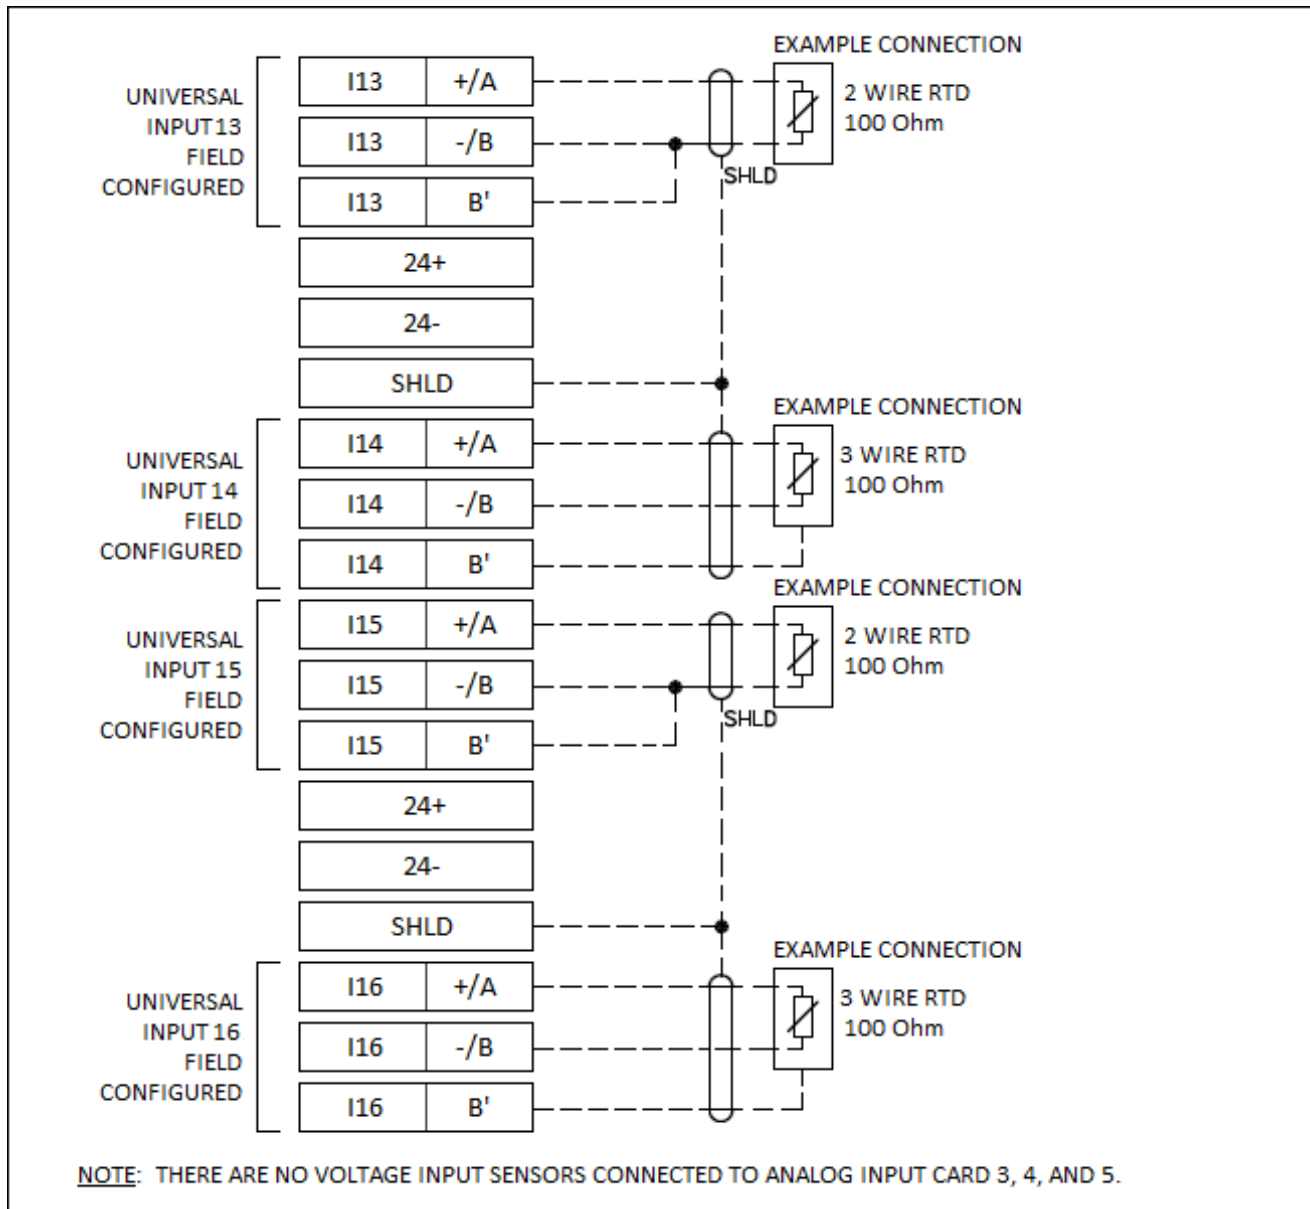 EXAMPLE CONNECTION
UNIVERSAL
INPUT 13
FIELD
CONFIGURED
I13 +/A
I13 -/B
I13 B'
2 WIRE RTD
100 Ohm
SHLD
24+
24-
SHLD
EXAMPLE CONNECTION
UNIVERSAL
INPUT 14
FIELD
CONFIGURED
I14 +/A
I14 -/B
I14 B'
3 WIRE RTD
100 Ohm
EXAMPLE CONNECTION
UNIVERSAL
INPUT 15
FIELD
CONFIGURED
I15 +/A
I15 -/B
I15 B'
2 WIRE RTD
100 Ohm
SHLD
24+
24-
SHLD
EXAMPLE CONNECTION
UNIVERSAL
INPUT 16
FIELD
CONFIGURED
I16 +/A
I16 -/B
I16 B'
3 WIRE RTD
100 Ohm
NOTE: THERE ARE NO VOLTAGE INPUT SENSORS CONNECTED TO ANALOG INPUT CARD 3, 4, AND 5.